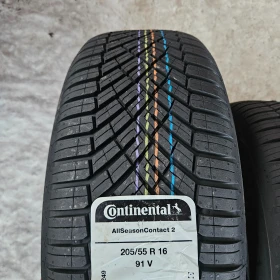 Continental
AllSeasonContact 2
205/55 R 16
91 V